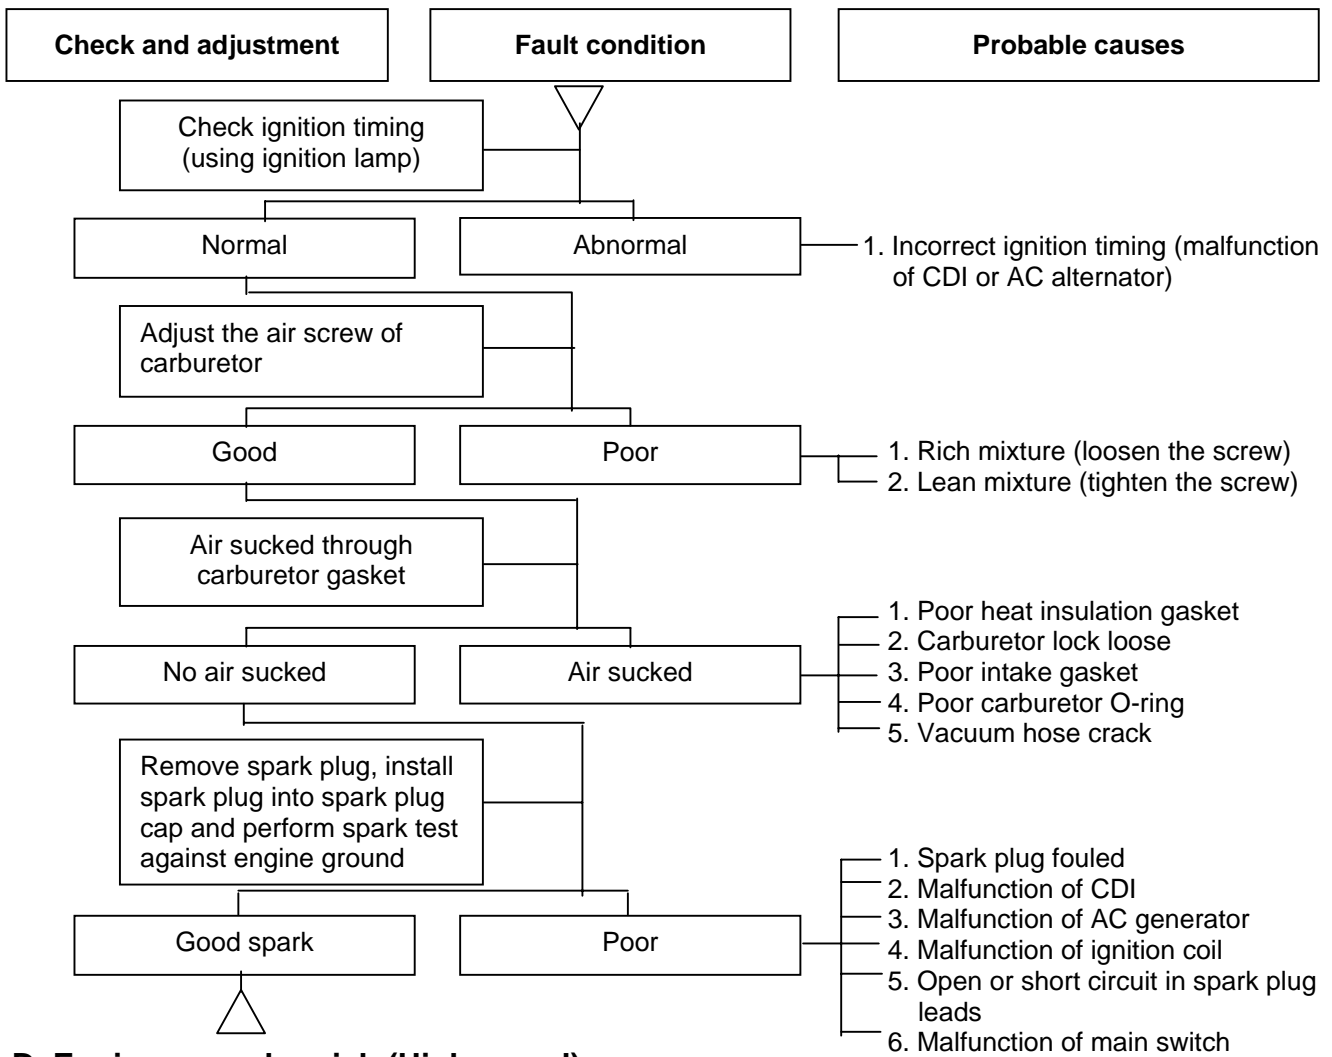 Check and adjustment
Fault condition
Probable causes
Check ignition timing
(using ignition lamp)
Normal
Abnormal
1. Incorrect ignition timing (malfunction
of CDI or AC alternator)
Adjust the air screw of
carburetor
Good
Poor
1. Rich mixture (loosen the screw)
2. Lean mixture (tighten the screw)
Air sucked through
carburetor gasket
No air sucked
Air sucked
1. Poor heat insulation gasket
2. Carburetor lock loose
3. Poor intake gasket
4. Poor carburetor O-ring
5. Vacuum hose crack
Remove spark plug, install
spark plug into spark plug
cap and perform spark test
against engine ground
Good spark
Poor
1. Spark plug fouled
2. Malfunction of CDI
3. Malfunction of AC generator
4. Malfunction of ignition coil
5. Open or short circuit in spark plug
leads
6. Malfunction of main switch